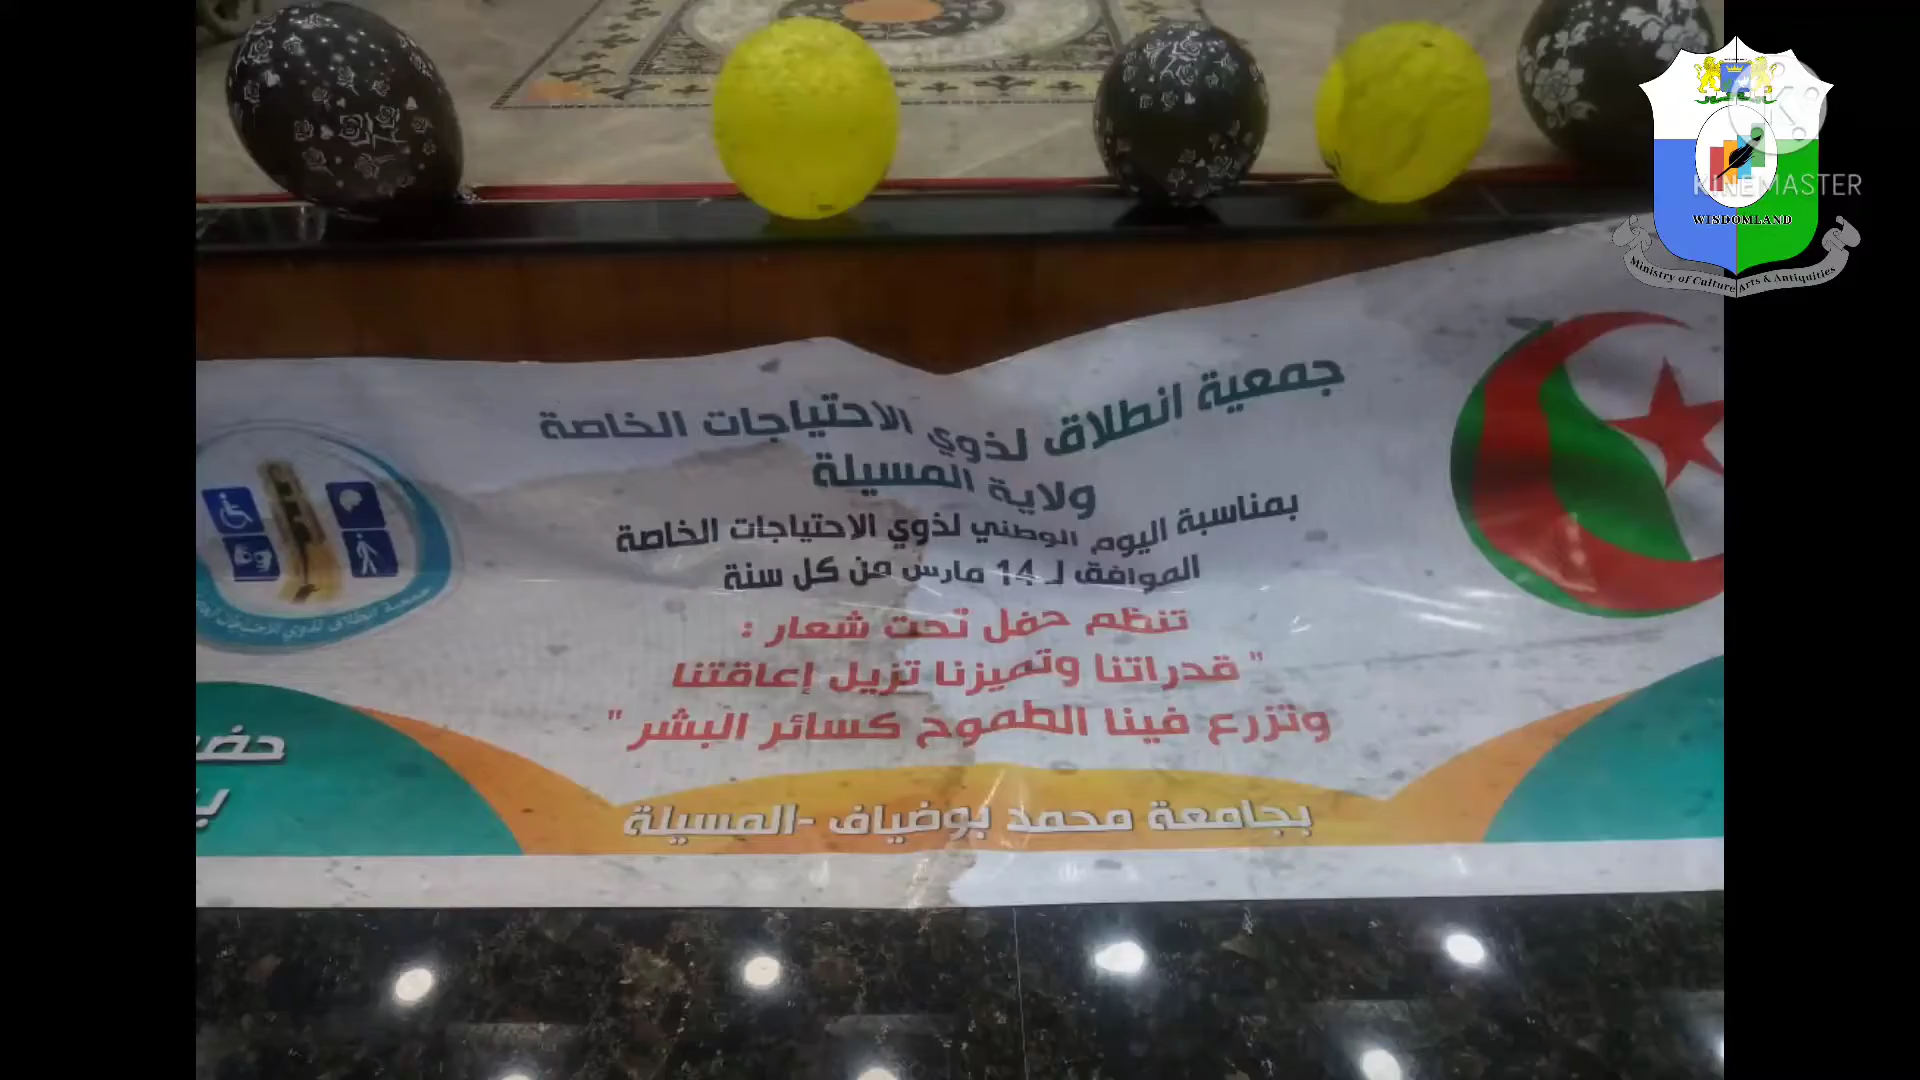 جمعية انطلاق لذوي الاحتياجات الخاصة
ولاية المسيلة
بمناسبة اليوم الوطني لذوي الاحتياجات الخاصة
الموافق لـ 14 مارس من كل سنة
تنظم حفل تحت شعار :
" قدراتنا وتميزنا تزيل إعاقتنا
وتزرع فينا الطموح كسائر البشر "
بجامعة محمد بوضياف -المسيلة
KINEMASTER
WISDOMLAND
Ministry of Culture Arts & Antiquities